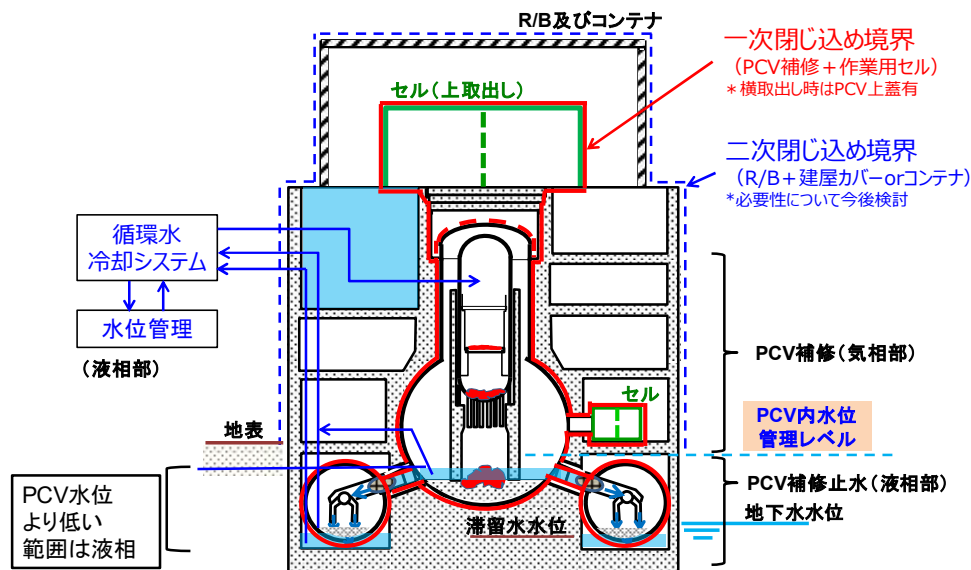 R/B及びコンテナ
一次閉じ込め境界
(PCV補修+作業用セル)
*横取出し時はPCV上蓋有
セル(上取出し)
二次閉じ込め境界
(R/B+建屋カバーorコンテナ)
*必要性について今後検討
循環水
冷却システム
水位管理
(液相部)
PCV補修(気相部)
セル
PCV内水位
管理レベル
地表
PCV水位
より低い
範囲は液相
PCV補修止水(液相部)
地下水水位
滞留水水位